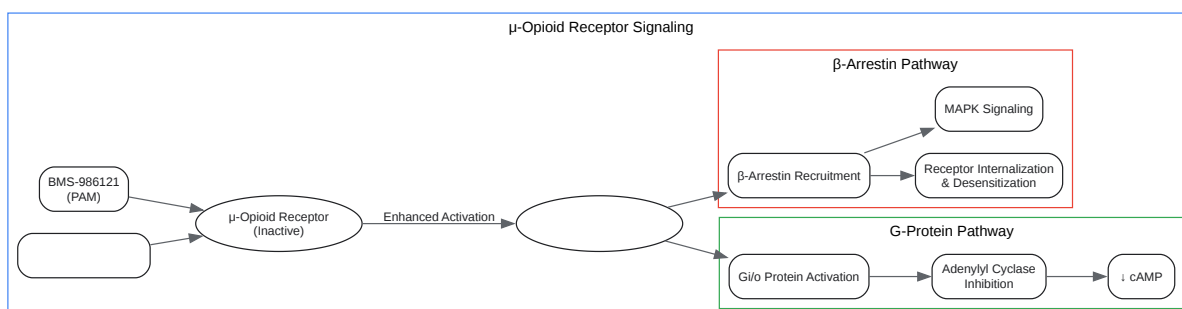 μ-Opioid Receptor Signaling
β-Arrestin Pathway
MAPK Signaling
β-Arrestin Recruitment
Receptor Internalization
& Desensitization
BMS-986121
(PAM)
μ-Opioid Receptor
(Inactive)
Enhanced Activation
G-Protein Pathway
Gi/o Protein Activation
Adenylyl Cyclase
Inhibition
↓ cAMP